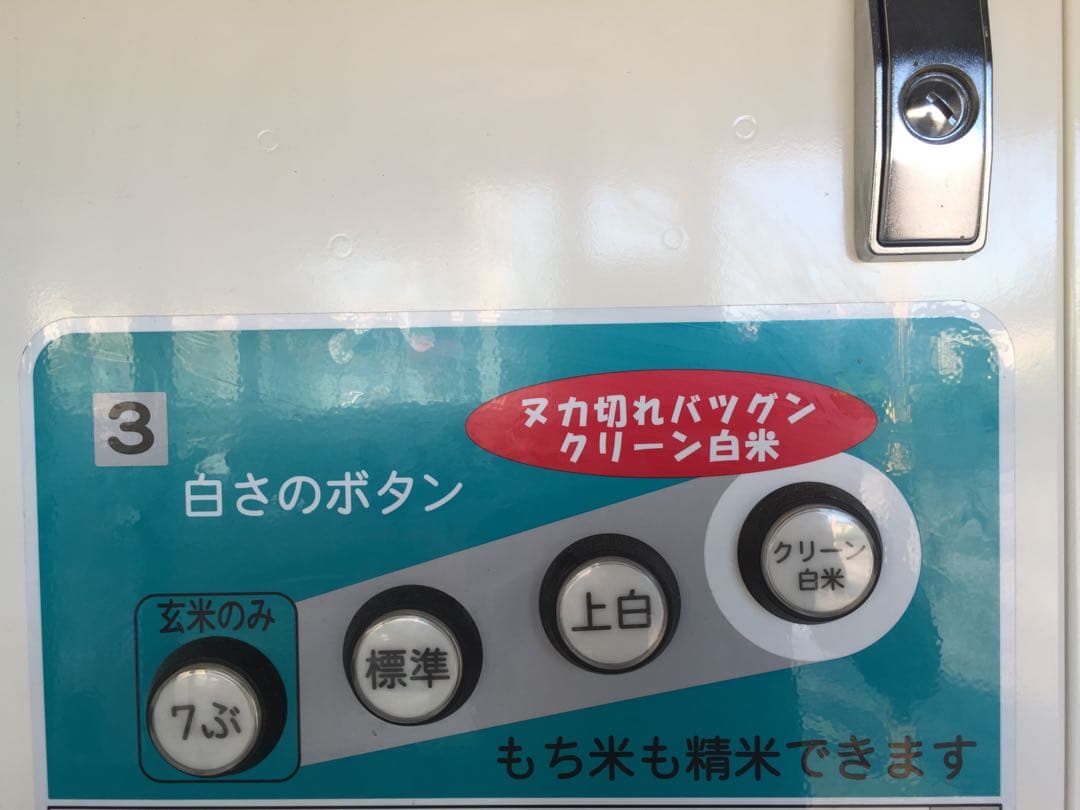 3
白さのボタン
ヌカ切れバツグン
クリーン白米
クリーン
白米
上白
標準
玄米のみ
7ぶ
もち米も精米できます